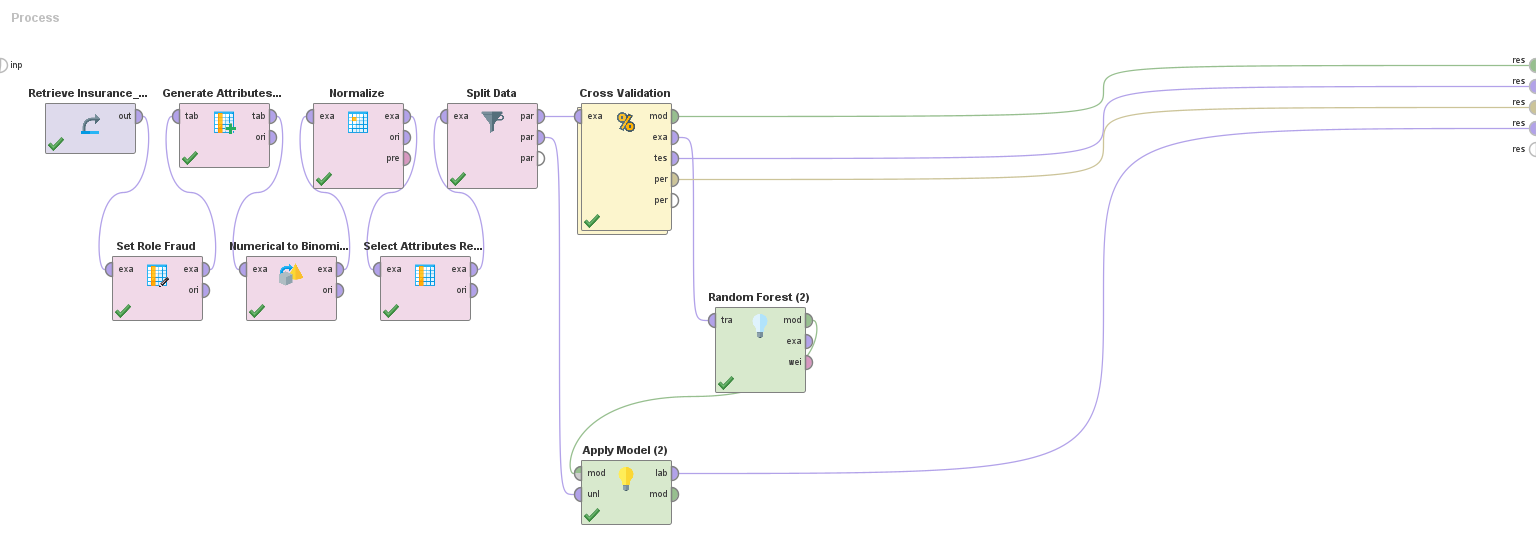 Process
inp
Retrieve Insurance_...
out
Generate Attributes...
tab tab
ori
Normalize
exa exa
ori
pre
Split Data
exa par
par
par
Cross Validation
exa mod
exa
tes
per
per
res
res
res
res
res
Set Role Fraud
exa exa
ori
Numerical to Binomi...
exa exa
ori
Select Attributes Re...
exa exa
ori
Random Forest (2)
tra mod
exa
wei
Apply Model (2)
mod lab
unl mod